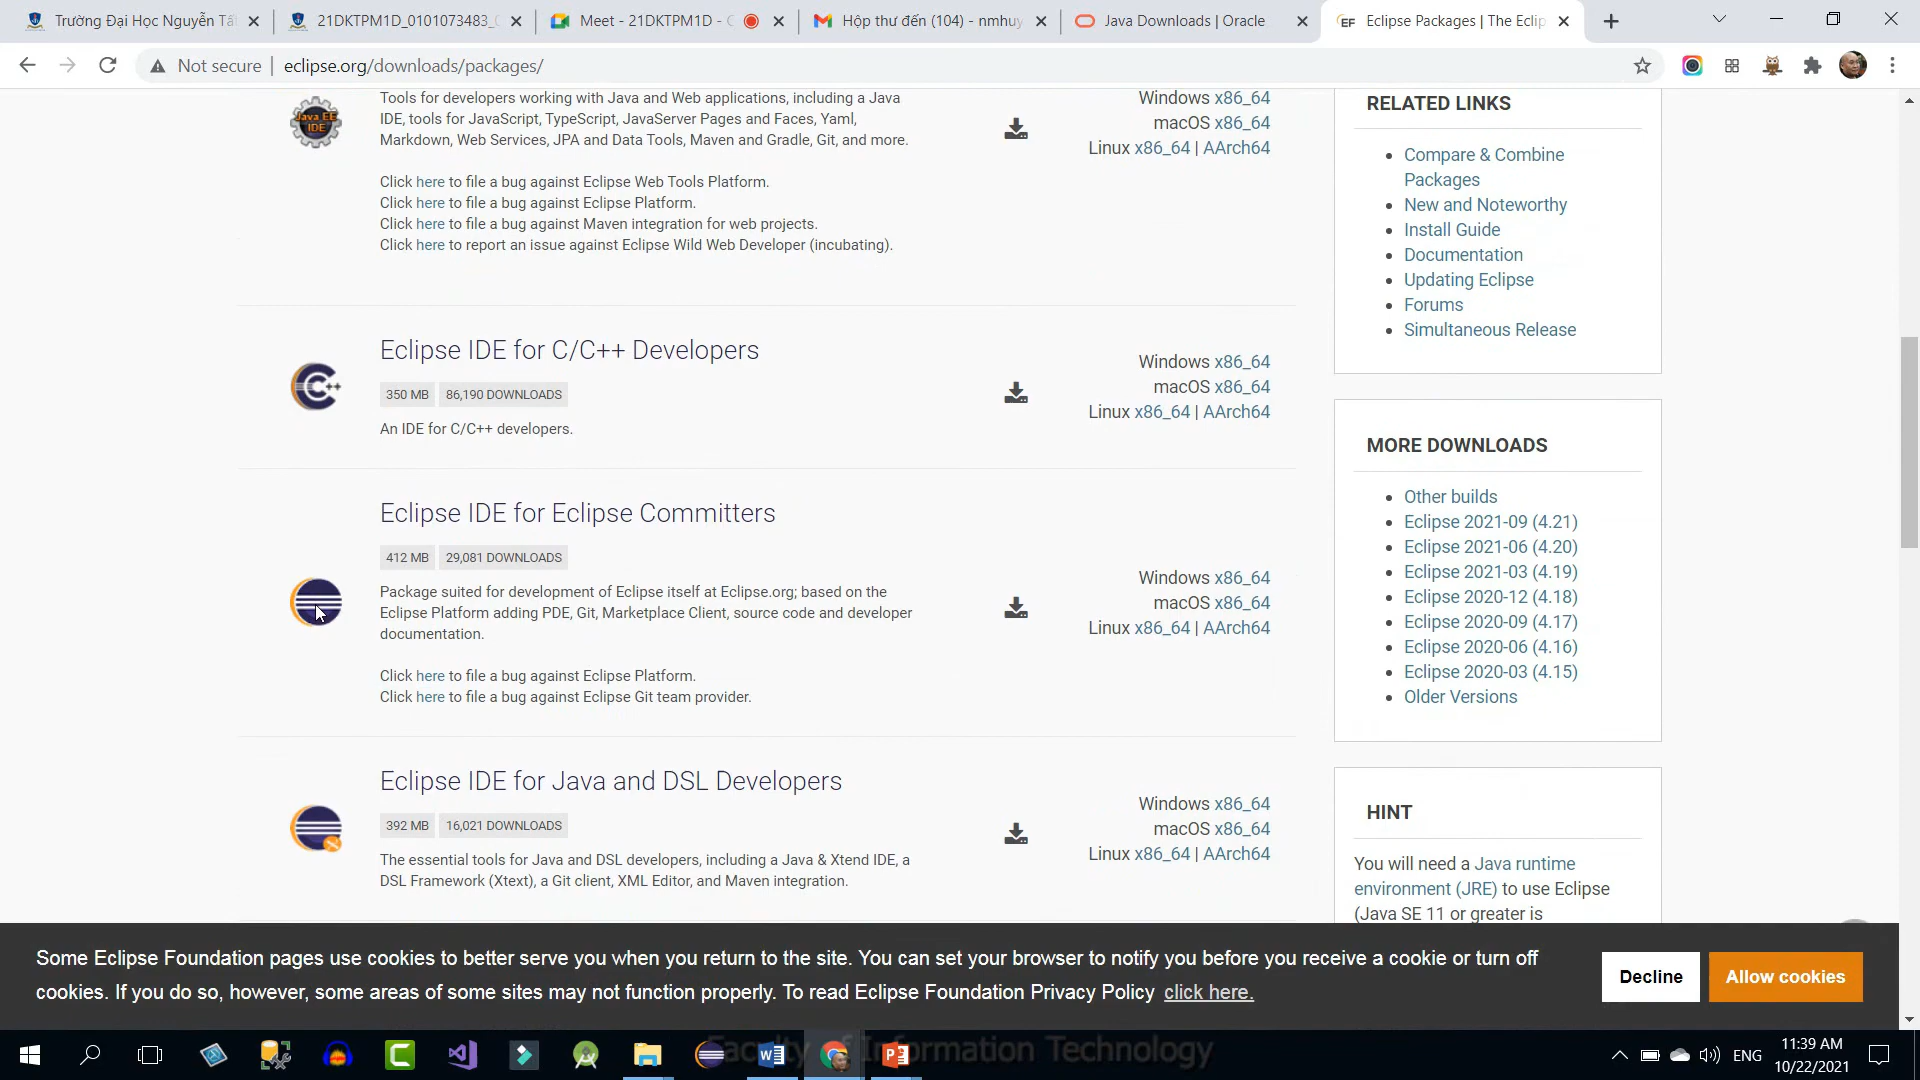 Trường Đại Học Nguyễn Tấ
21DKTPM1D_0101073483_
Meet - 21DKTPM1D -
Hộp thư đến (104) - nmhuy
Java Downloads | Oracle
Eclipse Packages | The Eclip
Not secure
eclipse.org/downloads/packages/
Java EE
IDE
Tools for developers working with Java and Web applications, including a Java
IDE, tools for JavaScript, TypeScript, JavaServer Pages and Faces, Yaml,
Markdown, Web Services, JPA and Data Tools, Maven and Gradle, Git, and more.
Click here to file a bug against Eclipse Web Tools Platform.
Click here to file a bug against Eclipse Platform.
Click here to file a bug against Maven integration for web projects.
Click here to report an issue against Eclipse Wild Web Developer (incubating).
Windows x86_64
macOS x86_64
Linux x86_64 | AArch64
Eclipse IDE for C/C++ Developers
350 MB 86,190 DOWNLOADS
An IDE for C/C++ developers.
Windows x86_64
macOS x86_64
Linux x86_64 | AArch64
Eclipse IDE for Eclipse Committers
412 MB 29,081 DOWNLOADS
Package suited for development of Eclipse itself at Eclipse.org; based on the
Eclipse Platform adding PDE, Git, Marketplace Client, source code and developer
documentation.
Click here to file a bug against Eclipse Platform.
Click here to file a bug against Eclipse Git team provider.
Windows x86_64
macOS x86_64
Linux x86_64 | AArch64
Eclipse IDE for Java and DSL Developers
392 MB 16,021 DOWNLOADS
The essential tools for Java and DSL developers, including a Java & Xtend IDE, a
DSL Framework (Xtext), a Git client, XML Editor, and Maven integration.
Windows x86_64
macOS x86_64
Linux x86_64 | AArch64
RELATED LINKS
Compare & Combine
Packages
New and Noteworthy
Install Guide
Documentation
Updating Eclipse
Forums
Simultaneous Release
MORE DOWNLOADS
Other builds
Eclipse 2021-09 (4.21)
Eclipse 2021-06 (4.20)
Eclipse 2021-03 (4.19)
Eclipse 2020-12 (4.18)
Eclipse 2020-09 (4.17)
Eclipse 2020-06 (4.16)
Eclipse 2020-03 (4.15)
Older Versions
HINT
You will need a Java runtime
environment (JRE) to use Eclipse
(Java SE 11 or greater is
Some Eclipse Foundation pages use cookies to better serve you when you return to the site. You can set your browser to notify you before you receive a cookie or turn off
cookies. If you do so, however, some areas of some sites may not function properly. To read Eclipse Foundation Privacy Policy click here.
Decline
Allow cookies
Faculty of Information Technology
ENG
11:39 AM
10/22/2021